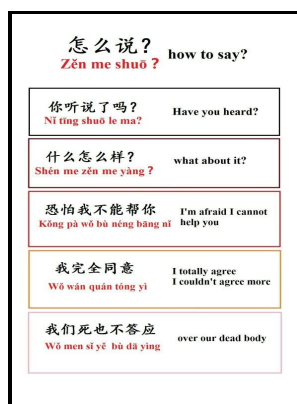 怎么说？ how to say?
Zěn me shuō？
你听说了吗？ Have you heard?
Nǐ tīng shuō le ma?
什么怎么样？ what about it?
Shén me zěn me yàng？
恐怕我不能帮你 I'm afraid I cannot
Kǒng pà wǒ bù néng bāng nǐ help you
我完全同意 I totally agree
Wǒ wán quán tóng yì I couldn't agree more
我们死也不答应 over our dead body
Wǒ men sǐ yě bù dā yìng